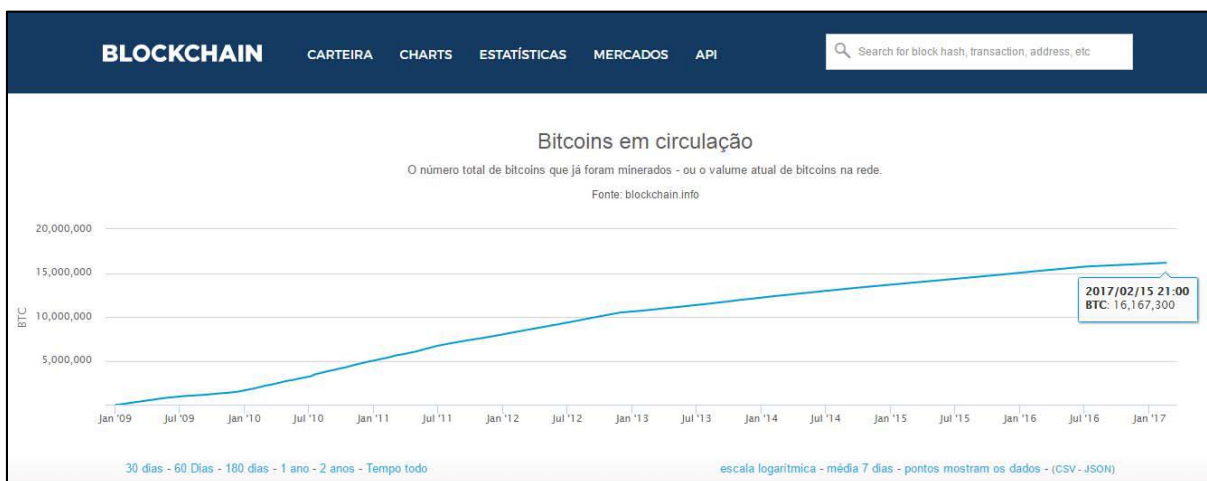 BLOCKCHAIN CARTEIRA CHARTS ESTATÍSTICAS MERCADOS API Search for block hash, transaction, address, etc
Bitcoins em circulação
O número total de bitcoins que já foram minerados - ou o valume atual de bitcoins na rede.
Fonte: blockchain.info
20,000,000
15,000,000
10,000,000
5,000,000
BTC
2017/02/15 21:00
BTC: 16,167,300
Jan '09 Jul '09 Jan '10 Jul '10 Jan '11 Jul '11 Jan '12 Jul '12 Jan '13 Jul '13 Jan '14 Jul '14 Jan '15 Jul '15 Jan '16 Jul '16 Jan '17
30 dias - 60 Dias - 180 dias - 1 ano - 2 anos - Tempo todo
escala logarítmica - média 7 dias - pontos mostram os dados - (CSV - JSON)